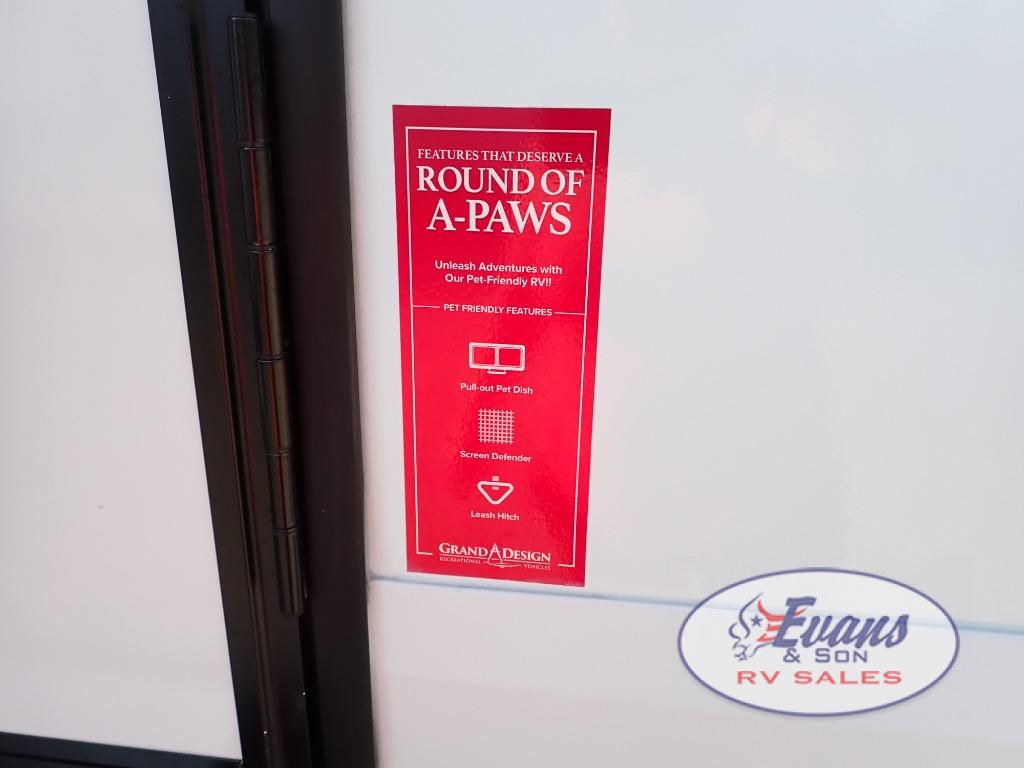 FEATURES THAT DESERVE A
ROUND OF
A-PAWS
Unleash Adventures with
Our Pet-Friendly RV!!
PET FRIENDLY FEATURES
Pull-out Pet Dish
Screen Defender
Leash Hitch
GRAND DESIGN
RECREATIONAL VEHICLES
Evans
& SON
RV SALES